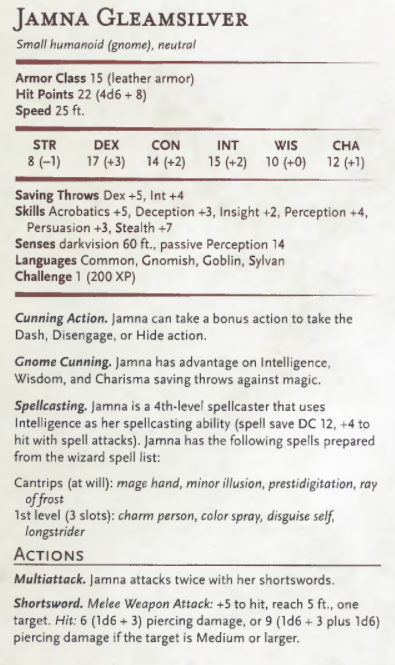 JAMNA GLEAMSILVER
Small humanoid (gnome), neutral
Armor Class 15 (leather armor)
Hit Points 22 (4d6 + 8)
Speed 25 ft.
STR DEX CON INT WIS CHA
8 (−1) 17 (+3) 14 (+2) 15 (+2) 10 (+0) 12 (+1)
Saving Throws Dex +5, Int +4
Skills Acrobatics +5, Deception +3, Insight +2, Perception +4,
Persuasion +3, Stealth +7
Senses darkvision 60 ft., passive Perception 14
Languages Common, Gnomish, Goblin, Sylvan
Challenge 1 (200 XP)
Cunning Action. Jamna can take a bonus action to take the
Dash, Disengage, or Hide action.
Gnome Cunning. Jamna has advantage on Intelligence,
Wisdom, and Charisma saving throws against magic.
Spellcasting. Jamna is a 4th-level spellcaster that uses
Intelligence as her spellcasting ability (spell save DC 12, +4 to
hit with spell attacks). Jamna has the following spells prepared
from the wizard spell list:
Cantrips (at will): mage hand, minor illusion, prestidigitation, ray
of frost
1st level (3 slots): charm person, color spray, disguise self,
longstrider
ACTIONS
Multiattack. Jamna attacks twice with her shortswords.
Shortsword. Melee Weapon Attack: +5 to hit, reach 5 ft., one
target. Hit: 6 (1d6 + 3) piercing damage, or 9 (1d6 + 3 plus 1d6)
piercing damage if the target is Medium or larger.